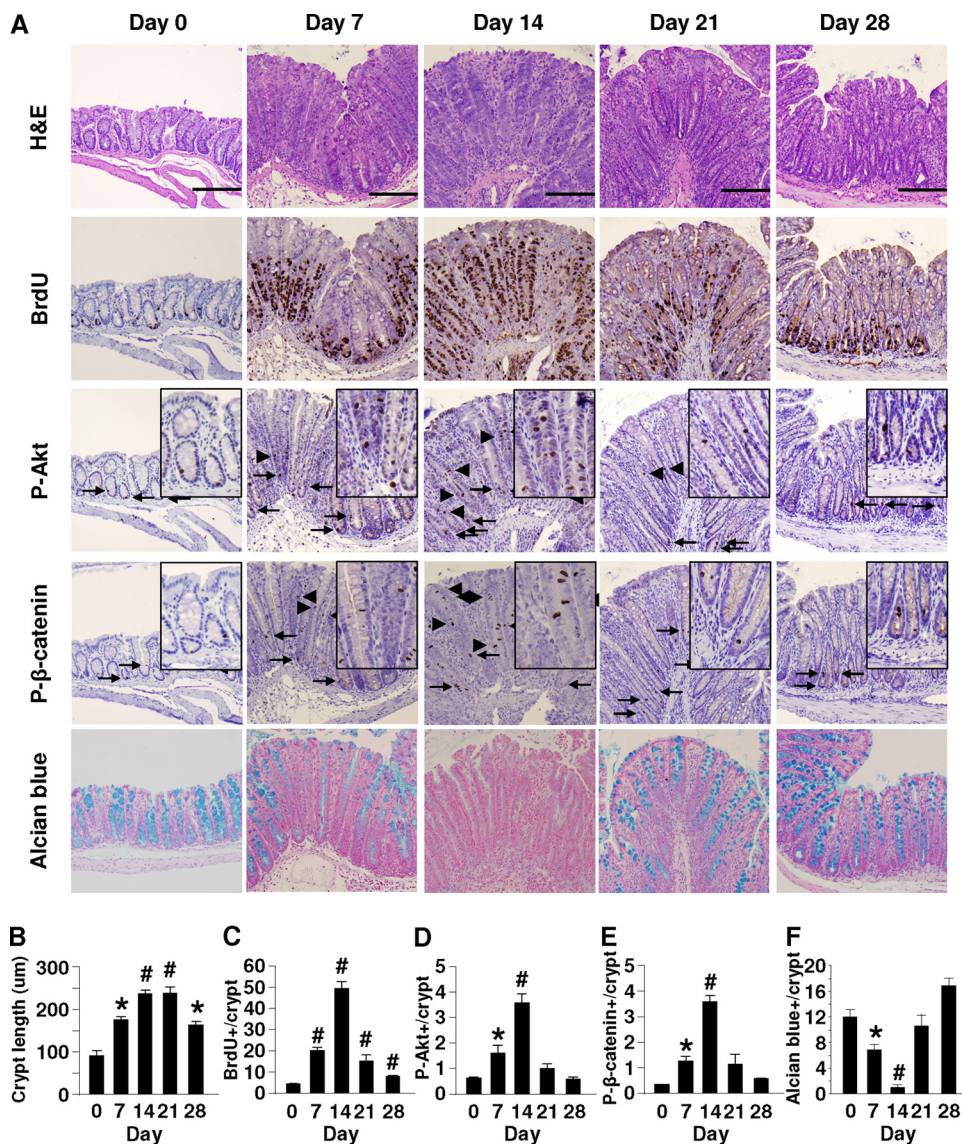 A
Day 0 Day 7 Day 14 Day 21 Day 28
H&E
BrdU
P-Akt
P-β-catenin
Alcian blue
B
Crypt length (um)
300
200
100
0
*
#
#
*
0 7 14 21 28
Day
C
BrdU+/crypt
60
50
40
30
20
10
0
#
#
#
#
0 7 14 21 28
Day
D
P-Akt+/crypt
5
4
3
2
1
0
*
#
0 7 14 21 28
Day
E
P-β-catenin+/crypt
5
4
3
2
1
0
*
#
0 7 14 21 28
Day
F
Alcian blue+/crypt
20
16
12
8
4
0
*
#
0 7 14 21 28
Day